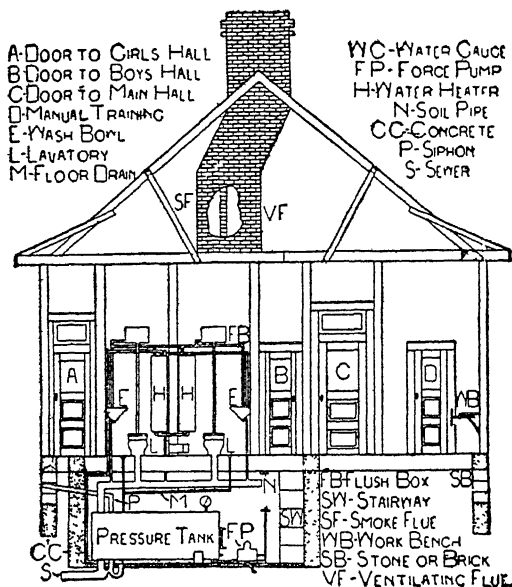 A-DOOR TO GIRLS HALL
B-DOOR TO BOYS HALL
C-DOOR TO MAIN HALL
D-MANUAL TRAINING
E-WASH BOWL
L-LAVATORY
M-FLOOR DRAIN
WC-WATER GAUGE
FP-FORCE PUMP
H-WATER HEATER
N-SOIL PIPE
CC-CONCRETE
P-SIPHON
S-SEWER
SF
VF
FB
A
E
H
H
E
B
C
D
WB
L
L
P
M
N
SW
PRESSURE TANK
FP
CC
S
FB-FLUSH BOX
SB
SW-STAIRWAY
SF-SMOKE FLUE
WB-WORK BENCH
SB-STONE OR BRICK
VF-VENTILATING FLUE